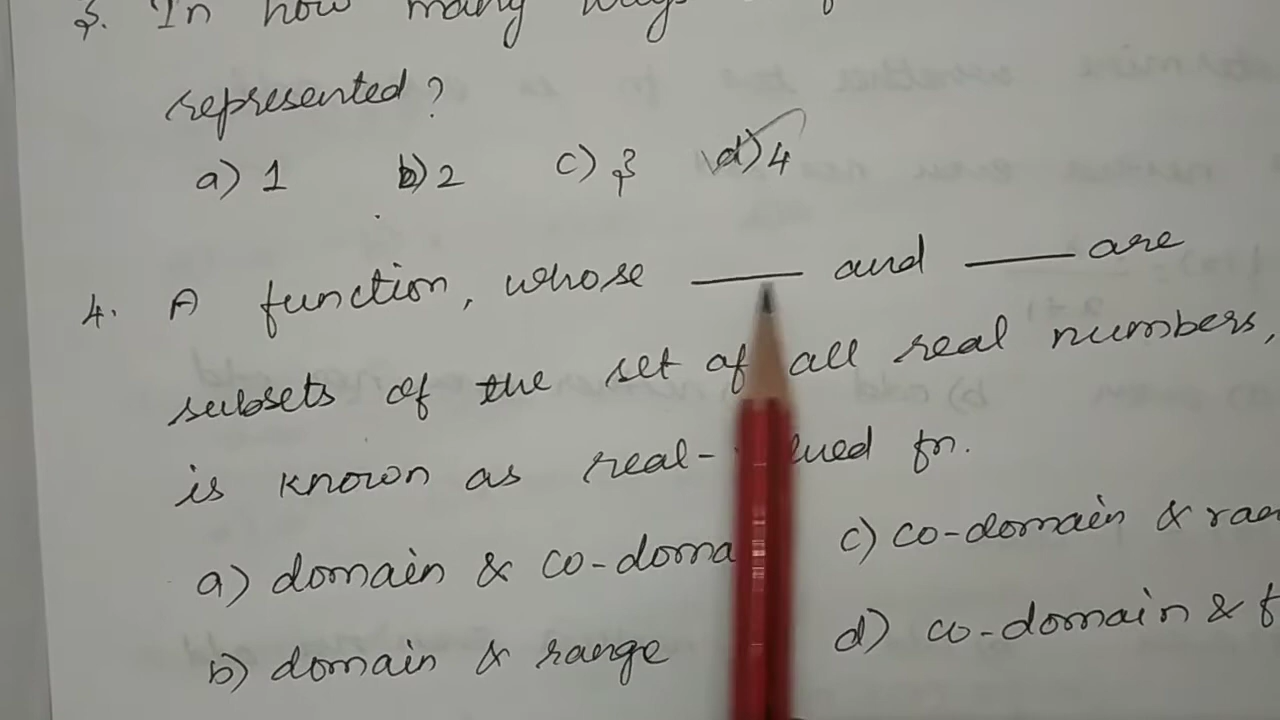 3. In how many ways
represented?
a) 1 b) 2 c) 3 d) 4
4. A function, whose ____ and ____ are
subsets of the set of all real numbers,
is known as real- fn.
a) domain & co-doma c) co-domain & ran
b) domain & range d) co-domain & f